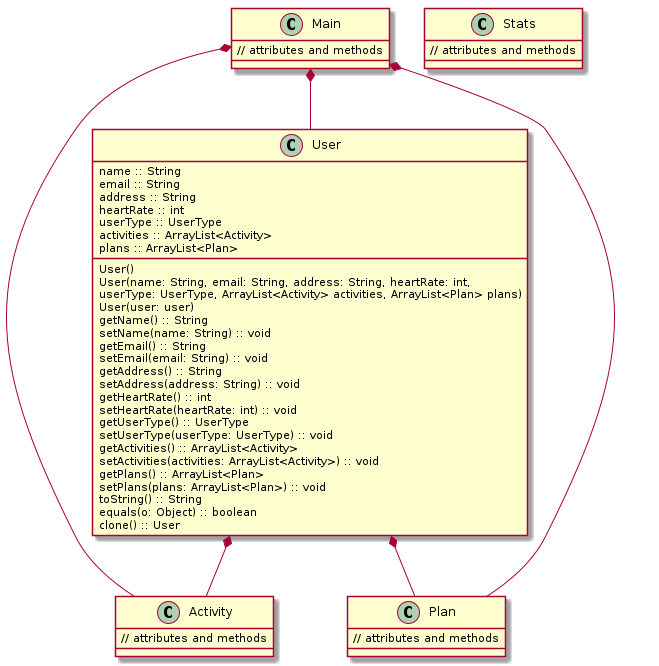 C Main
// attributes and methods
C Stats
// attributes and methods
C User
name :: String
email :: String
address :: String
heartRate :: int
userType :: UserType
activities :: ArrayList<Activity>
plans :: ArrayList<Plan>
User()
User(name: String, email: String, address: String, heartRate: int,
userType: UserType, ArrayList<Activity> activities, ArrayList<Plan> plans)
User(user: user)
getName() :: String
setName(name: String) :: void
getEmail() :: String
setEmail(email: String) :: void
getAddress() :: String
setAddress(address: String) :: void
getHeartRate() :: int
setHeartRate(heartRate: int) :: void
getUserType() :: UserType
setUserType(userType: UserType) :: void
getActivities() :: ArrayList<Activity>
setActivities(activities: ArrayList<Activity>) :: void
getPlans() :: ArrayList<Plan>
setPlans(plans: ArrayList<Plan>) :: void
toString() :: String
equals(o: Object) :: boolean
clone() :: User
C Activity
// attributes and methods
C Plan
// attributes and methods